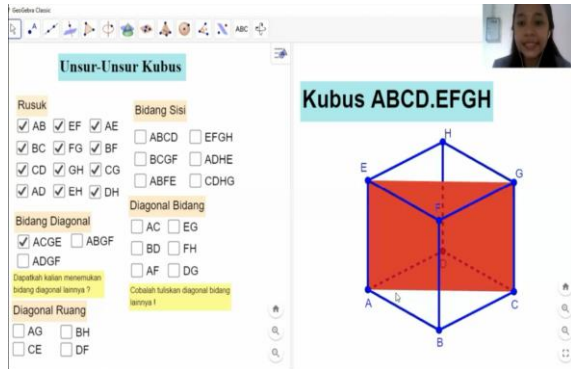 GeoGebra Classic
ABC
Unsur-Unsur Kubus
Rusuk
AB EF AE
BC FG BF
CD GH CG
AD EH DH
Bidang Sisi
ABCD EFGH
BCGF ADHE
ABFE CDHG
Bidang Diagonal
ACGE ABGF
ADGF
Dapatkah kalian menemukan
bidang diagonal lainnya ?
Diagonal Bidang
AC EG
BD FH
AF DG
Cobalah tuliskan diagonal bidang
lainnya !
Diagonal Ruang
AG BH
CE DF
Kubus ABCD.EFGH
H
E
G
F
D
A
C
B